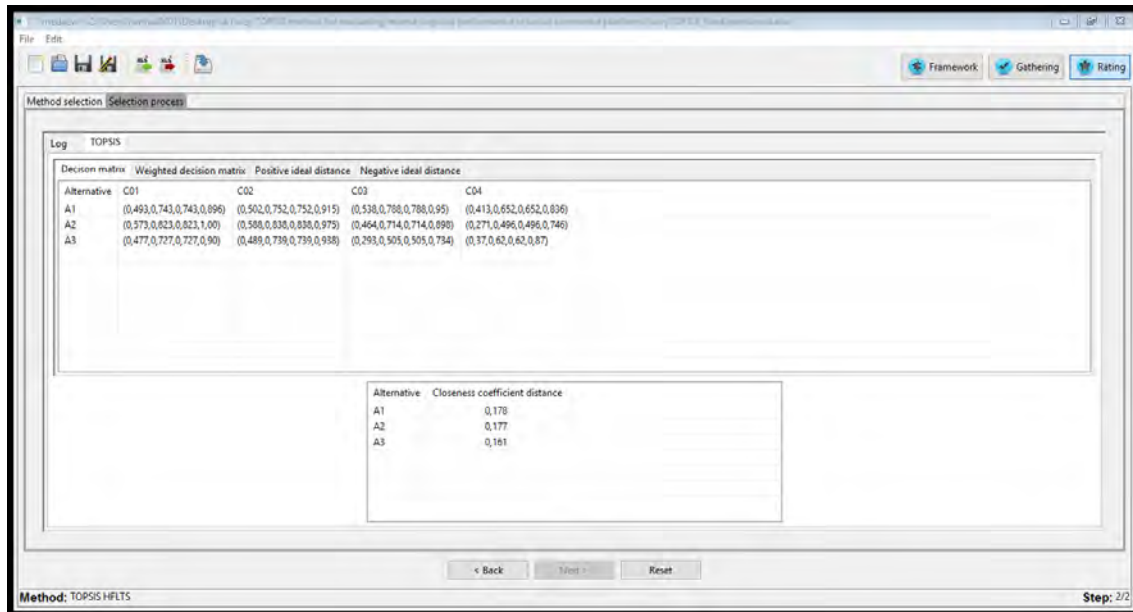 File Edit
Framework Gathering Rating
Method selection Selection process
Log TOPSIS
Decison matrix Weighted decision matrix Positive ideal distance Negative ideal distance
Alternative C01 C02 C03 C04
A1 (0,493,0,743,0,743,0,896) (0,502,0,752,0,752,0,915) (0,538,0,788,0,788,0,95) (0,413,0,652,0,652,0,836)
A2 (0,573,0,823,0,823,1,00) (0,588,0,838,0,838,0,975) (0,464,0,714,0,714,0,898) (0,271,0,496,0,496,0,746)
A3 (0,477,0,727,0,727,0,90) (0,489,0,739,0,739,0,938) (0,293,0,505,0,505,0,734) (0,37,0,62,0,62,0,87)
Alternative Closeness coefficient distance
A1 0,178
A2 0,177
A3 0,161
< Back Next > Reset
Method: TOPSIS HFLTS Step: 2/2